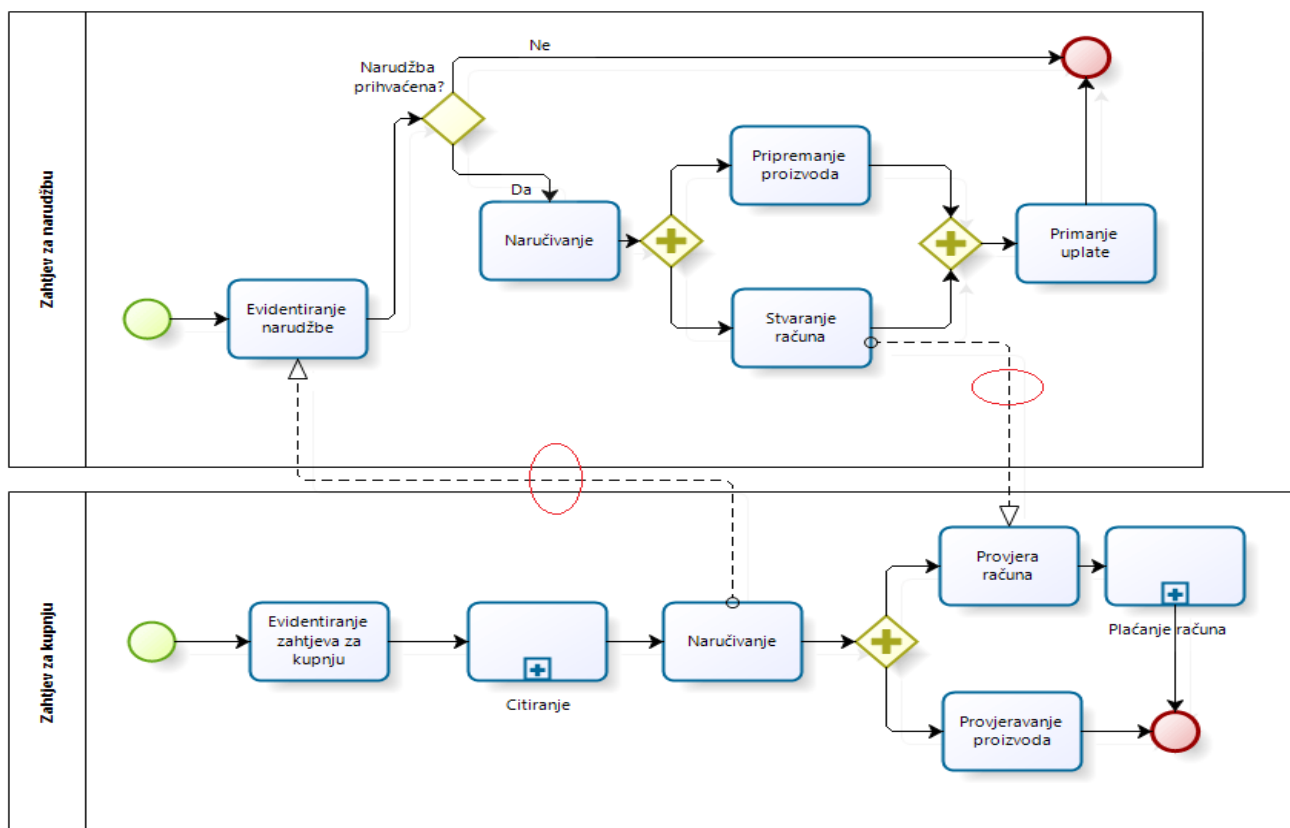 Zahtjev za narudžbu
Ne
Narudžba
prihvaćena?
Da
Pripremanje
proizvoda
Naručivanje
Primanje
uplate
Evidentiranje
narudžbe
Stvaranje
računa
Zahtjev za kupnju
Provjera
računa
Plaćanje računa
Evidentiranje
zahtjeva za
kupnju
Naručivanje
Citiranje
Provjeravanje
proizvoda